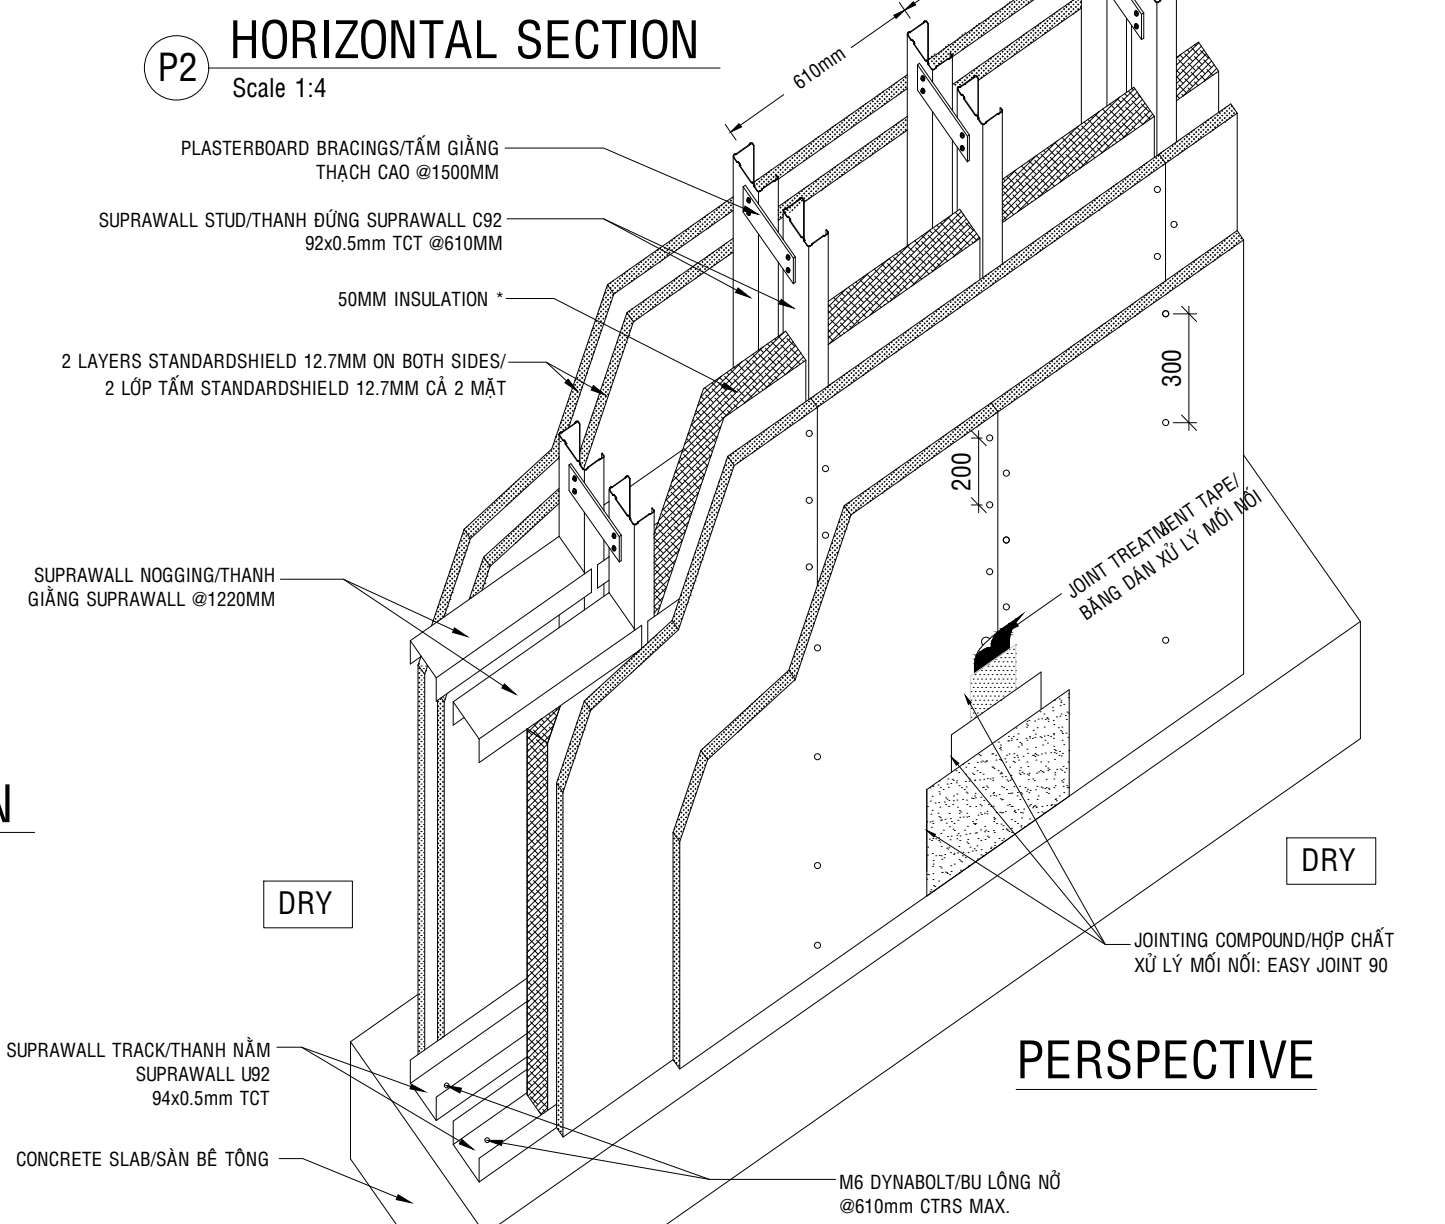 P2
HORIZONTAL SECTION
Scale 1:4
610mm
PLASTERBOARD BRACINGS/TẤM GIẰNG
THẠCH CAO @1500MM
SUPRAWALL STUD/THANH ĐỨNG SUPRAWALL C92
92x0.5mm TCT @610MM
50MM INSULATION *
2 LAYERS STANDARDSHIELD 12.7MM ON BOTH SIDES/
2 LỚP TẤM STANDARDSHIELD 12.7MM CẢ 2 MẶT
300
200
JOINT TREATMENT TAPE/
BĂNG DÁN XỬ LÝ MỐI NỐI
SUPRAWALL NOGGING/THANH
GIẰNG SUPRAWALL @1220MM
N
DRY
DRY
JOINTING COMPOUND/HỢP CHẤT
XỬ LÝ MỐI NỐI: EASY JOINT 90
SUPRAWALL TRACK/THANH NẰM
SUPRAWALL U92
94x0.5mm TCT
PERSPECTIVE
CONCRETE SLAB/SÀN BÊ TÔNG
M6 DYNABOLT/BU LÔNG NỞ
@610mm CTRS MAX.